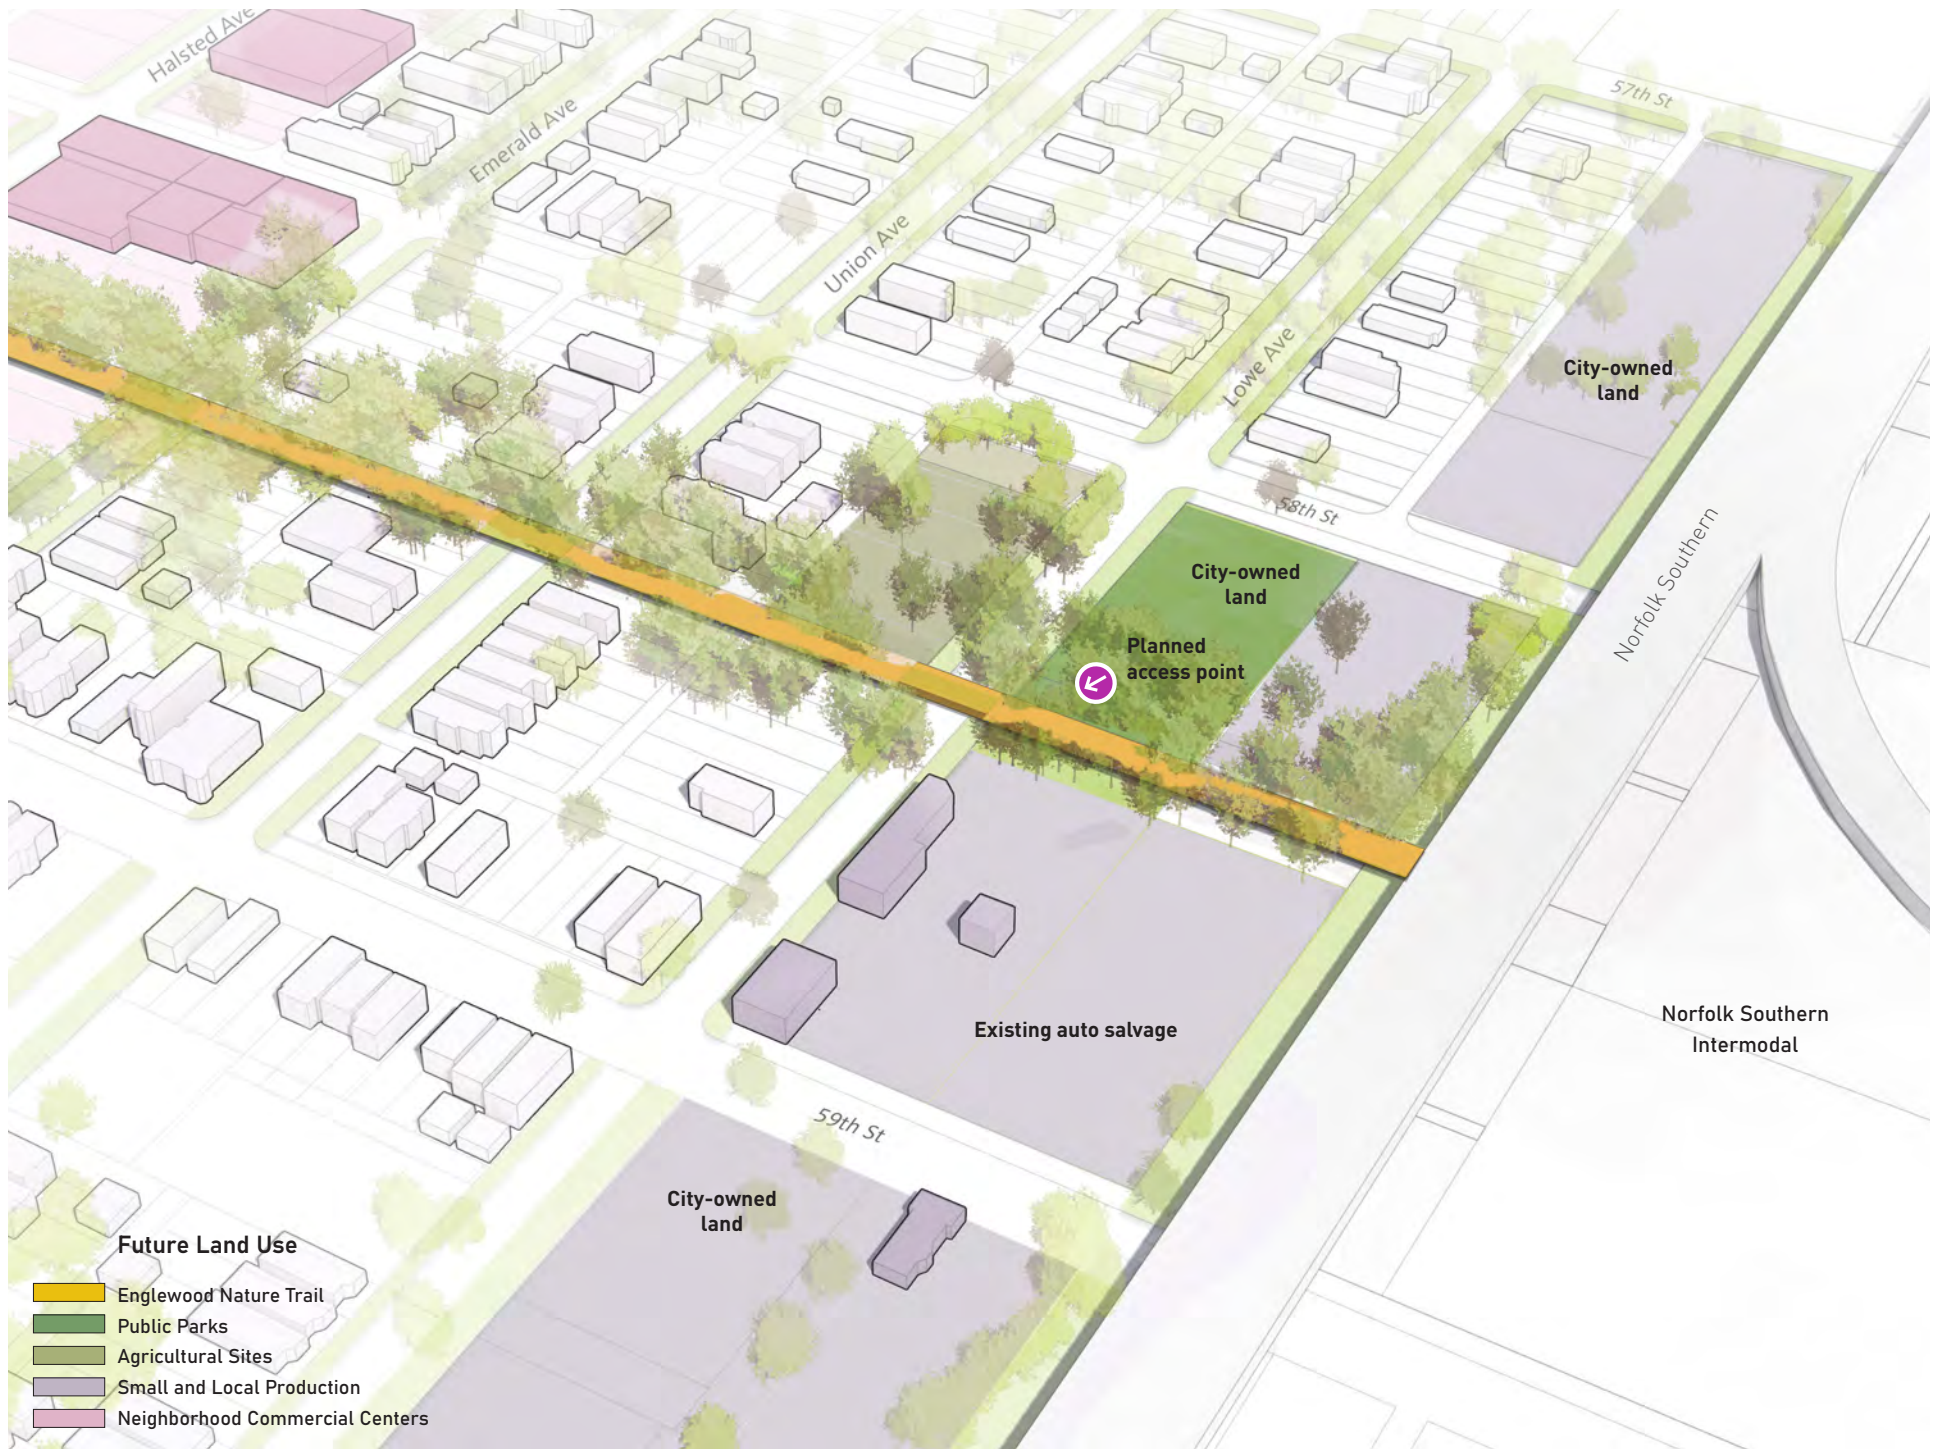 Halsted Ave
Emerald Ave
Union Ave
Lowe Ave
57th St
City-owned
land
58th St
City-owned
land
Planned
access point
Norfolk Southern
Existing auto salvage
Norfolk Southern
Intermodal
59th St
City-owned
land
Future Land Use
Englewood Nature Trail
Public Parks
Agricultural Sites
Small and Local Production
Neighborhood Commercial Centers